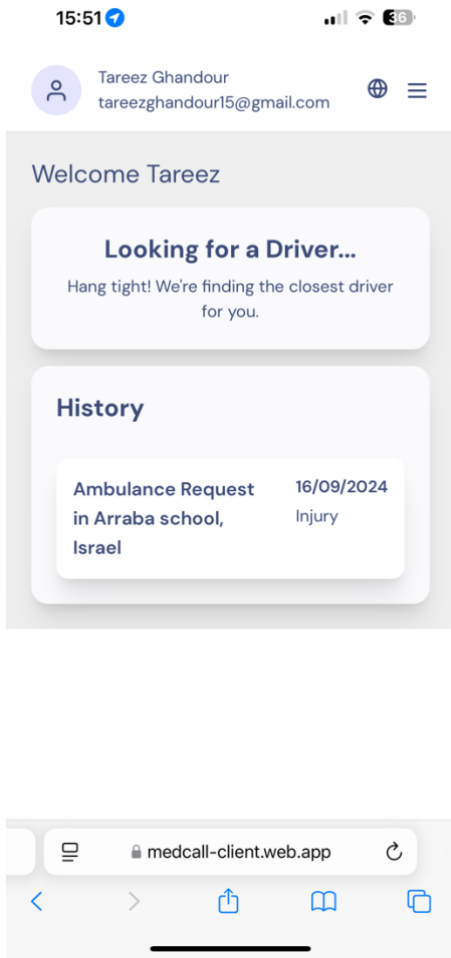 15:51
36
Tareez Ghandour
tareezghandour15@gmail.com
Welcome Tareez
Looking for a Driver...
Hang tight! We're finding the closest driver
for you.
History
Ambulance Request
in Arraba school,
Israel
16/09/2024
Injury
medcall-client.web.app